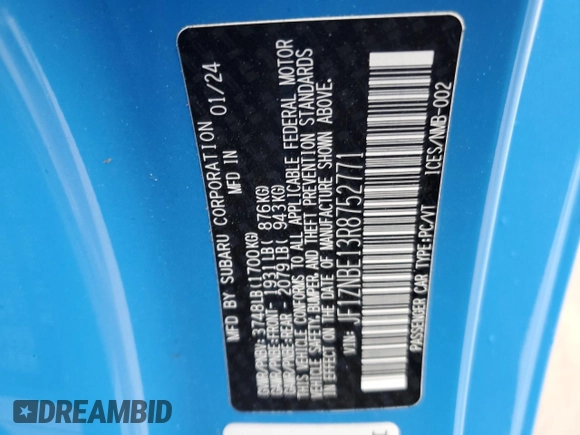 MFD BY SUBARU CORPORATION
MFD IN 01/24
GVWR/PNBV: 3748LB(1700KG)
GAWR/PNBE:FRONT- 1931LB( 876KG)
GAWR/PNBE:REAR - 2079LB( 943KG)
THIS VEHICLE CONFORMS TO ALL APPLICABLE FEDERAL MOTOR
VEHICLE SAFETY,BUMPER,AND THEFT PREVENTION STANDARDS
IN EFFECT ON THE DATE OF MANUFACTURE SHOWN ABOVE.
VIN: JF1ZNBE13R8752771
PASSENGER CAR TYPE:PC/VT ICES/NMB-002
DREAMBID